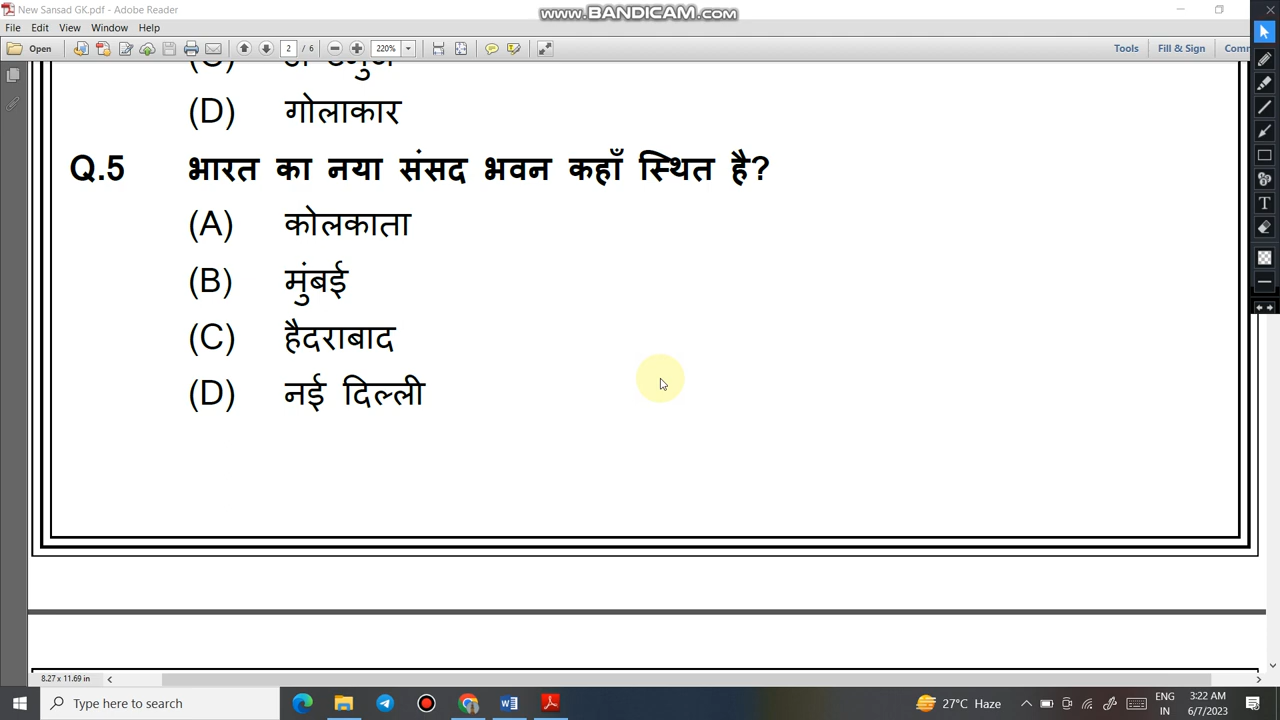 New Sansad GK.pdf - Adobe Reader
www.BANDICAM.com
File Edit View Window Help
Open 2 / 6 220% Tools Fill & Sign Comm
(D) गोलाकार
Q.5 भारत का नया संसद भवन कहाँ स्थित है?
(A) कोलकाता
(B) मुंबई
(C) हैदराबाद
(D) नई दिल्ली
8.27 x 11.69 in
Type here to search 27°C Haze ENG 3:22 AM
IN 6/7/2023